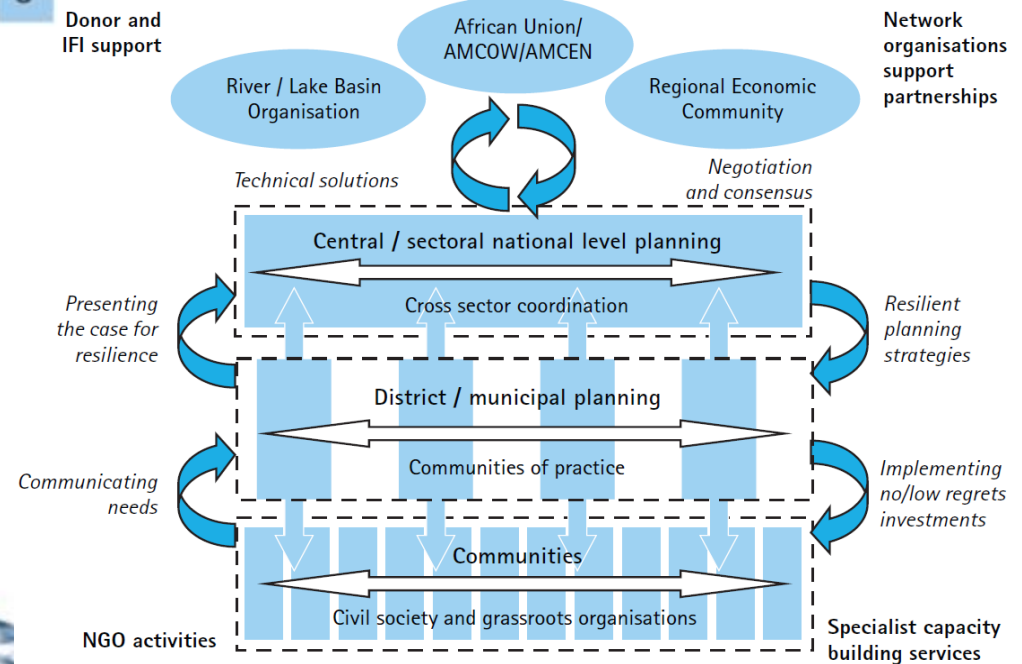 Donor and
IFI support
African Union/
AMCOW/AMCEN
Network
organisations
support
partnerships
River / Lake Basin
Organisation
Regional Economic
Community
Technical solutions
Negotiation
and consensus
Central / sectoral national level planning
Cross sector coordination
Presenting
the case for
resilience
Resilient
planning
strategies
District / municipal planning
Communities of practice
Communicating
needs
Implementing
no/low regrets
investments
Communities
Civil society and grassroots organisations
NGO activities
Specialist capacity
building services